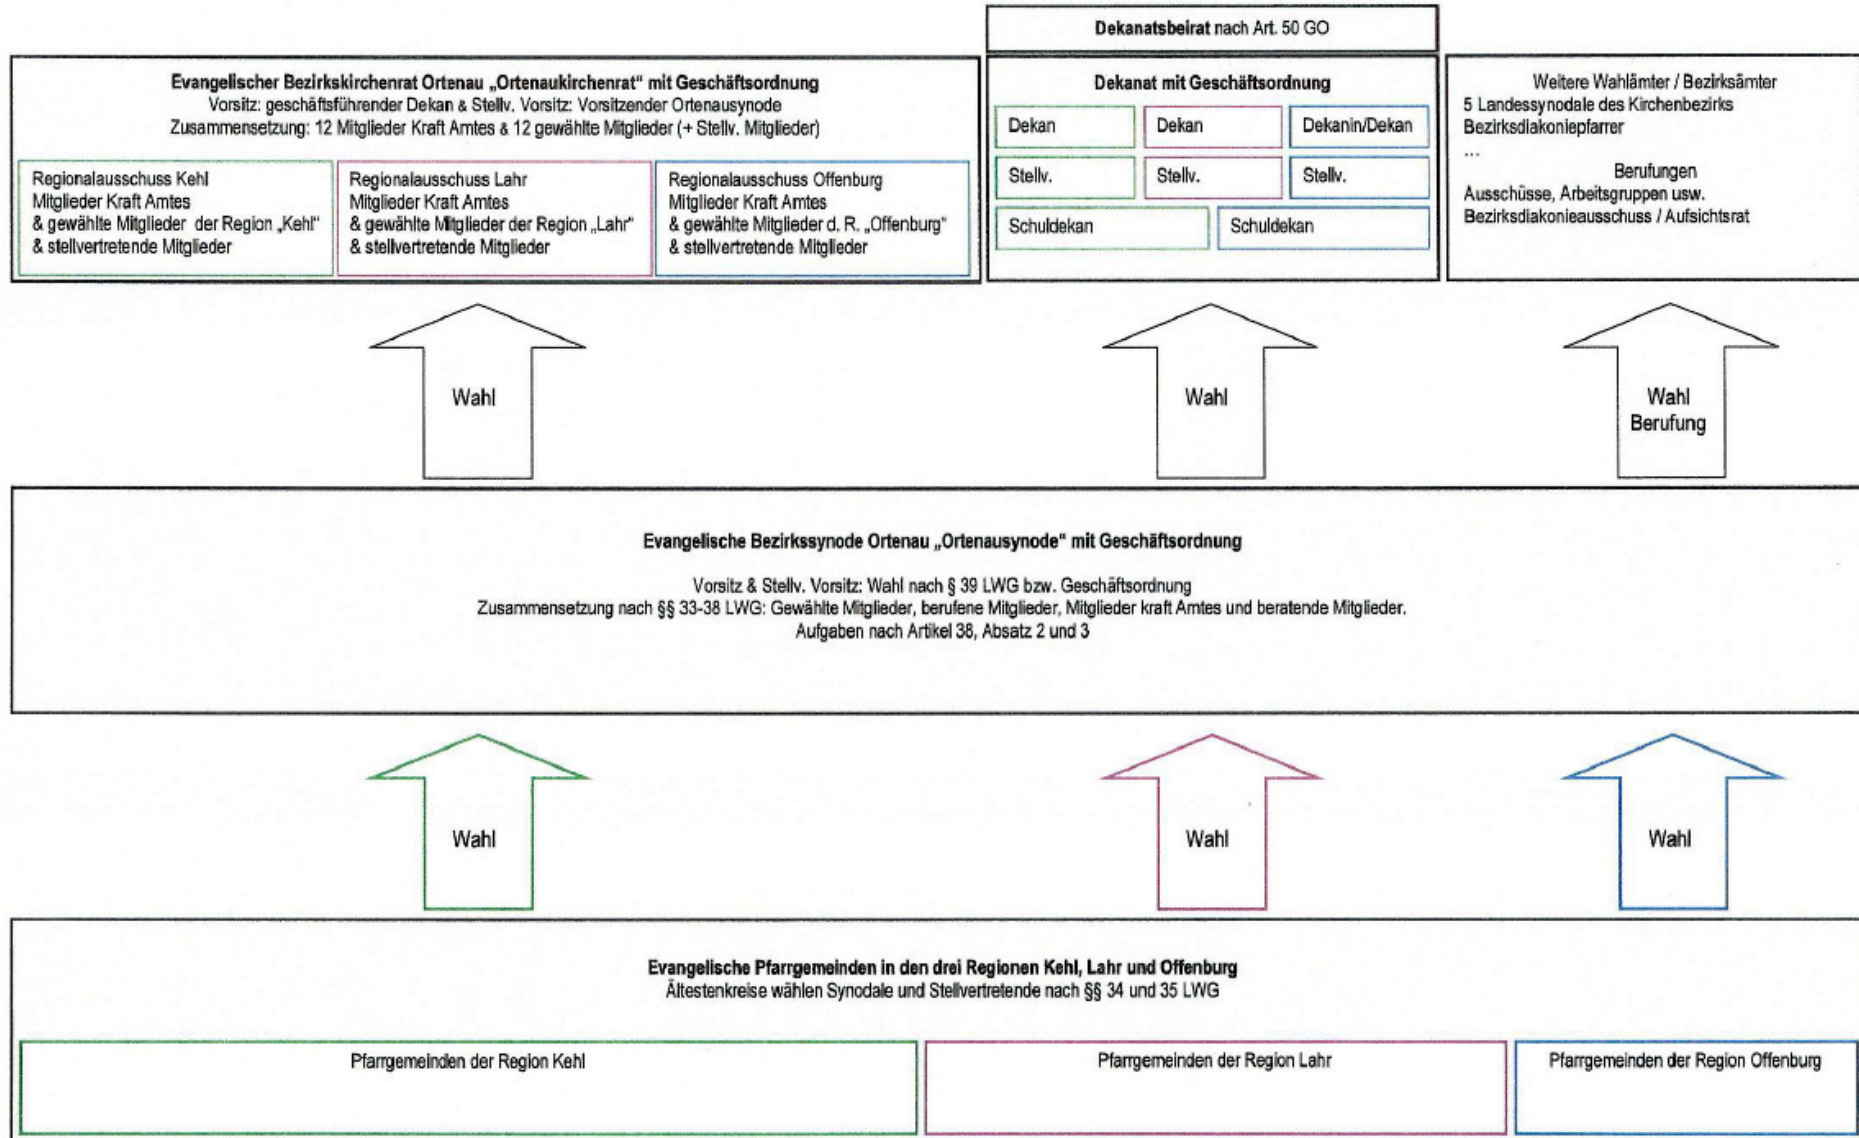 Dekanatsbeirat nach Art. 50 GO
Evangelischer Bezirkskirchenrat Ortenau „Ortenaukirchenrat“ mit Geschäftsordnung
Vorsitz: geschäftsführender Dekan & Stellv. Vorsitz: Vorsitzender Ortenausynode
Zusammensetzung: 12 Mitglieder Kraft Amtes & 12 gewählte Mitglieder (+ Stellv. Mitglieder)
Regionalausschuss Kehl
Mitglieder Kraft Amtes
& gewählte Mitglieder der Region „Kehl“
& stellvertretende Mitglieder
Regionalausschuss Lahr
Mitglieder Kraft Amtes
& gewählte Mitglieder der Region „Lahr“
& stellvertretende Mitglieder
Regionalausschuss Offenburg
Mitglieder Kraft Amtes
& gewählte Mitglieder d. R. „Offenburg“
& stellvertretende Mitglieder
Dekanat mit Geschäftsordnung
Dekan
Dekan
Dekanin/Dekan
Stellv.
Stellv.
Stellv.
Schuldekan
Schuldekan
Weitere Wahlämter / Bezirksämter
5 Landessynodale des Kirchenbezirks
Bezirksdiakoniepfarrer
...
Berufungen
Ausschüsse, Arbeitsgruppen usw.
Bezirksdiakonieausschuss / Aufsichtsrat
Wahl
Wahl
Wahl
Berufung
Evangelische Bezirkssynode Ortenau „Ortenausynode“ mit Geschäftsordnung
Vorsitz & Stellv. Vorsitz: Wahl nach § 39 LWG bzw. Geschäftsordnung
Zusammensetzung nach §§ 33-38 LWG: Gewählte Mitglieder, berufene Mitglieder, Mitglieder kraft Amtes und beratende Mitglieder.
Aufgaben nach Artikel 38, Absatz 2 und 3
Wahl
Wahl
Wahl
Evangelische Pfarrgemeinden in den drei Regionen Kehl, Lahr und Offenburg
Ältestenkreise wählen Synodale und Stellvertretende nach §§ 34 und 35 LWG
Pfarrgemeinden der Region Kehl
Pfarrgemeinden der Region Lahr
Pfarrgemeinden der Region Offenburg